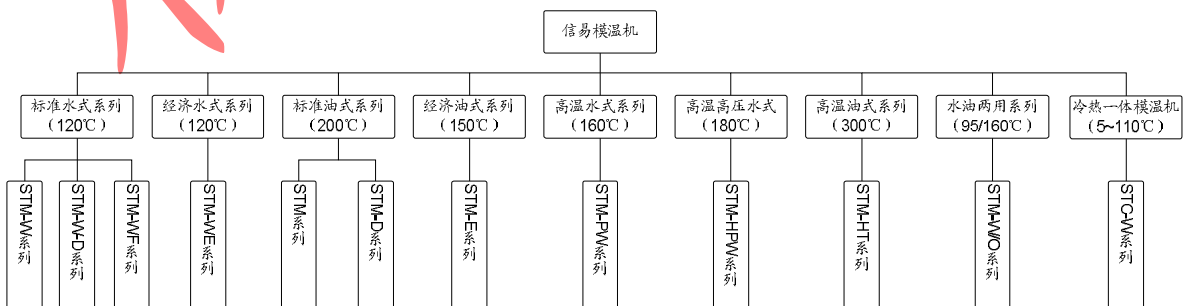 信易模温机
标准水式系列
（120℃）
经济水式系列
（120℃）
标准油式系列
（200℃）
经济油式系列
（150℃）
高温水式系列
（160℃）
高温高压水式
（180℃）
高温油式系列
（300℃）
水油两用系列
（95/160℃）
冷热一体模温机
（5~110℃）
STM-W系列
STM-W-D系列
STM-WF系列
STM-WE系列
STM系列
STM-D系列
STM-E系列
STM-PW系列
STM-HPW系列
STM-HT系列
STM-W/O系列
STC-W系列